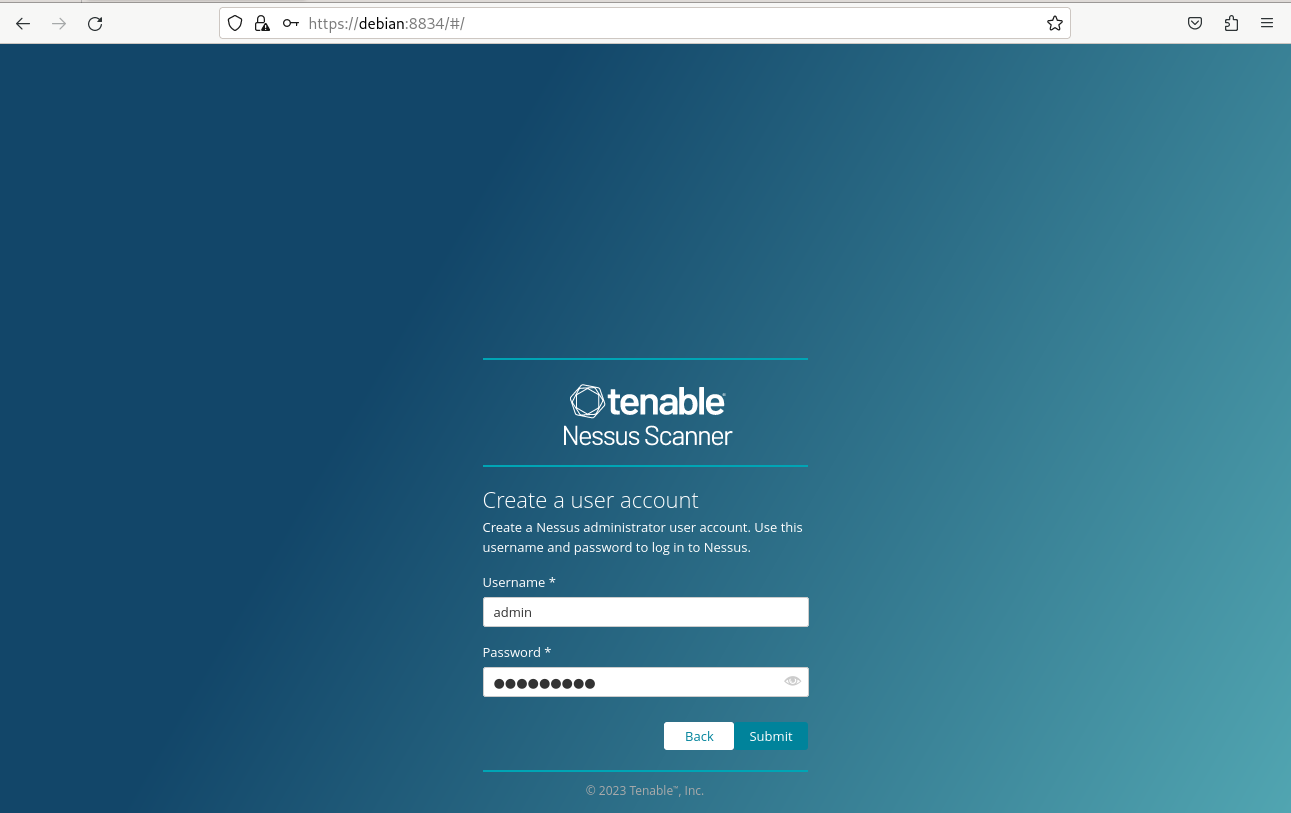 https://debian:8834/#/
tenable
Nessus Scanner
Create a user account
Create a Nessus administrator user account. Use this
username and password to log in to Nessus.
Username *
admin
Password *
●●●●●●●●●
Back Submit
© 2023 Tenable™, Inc.